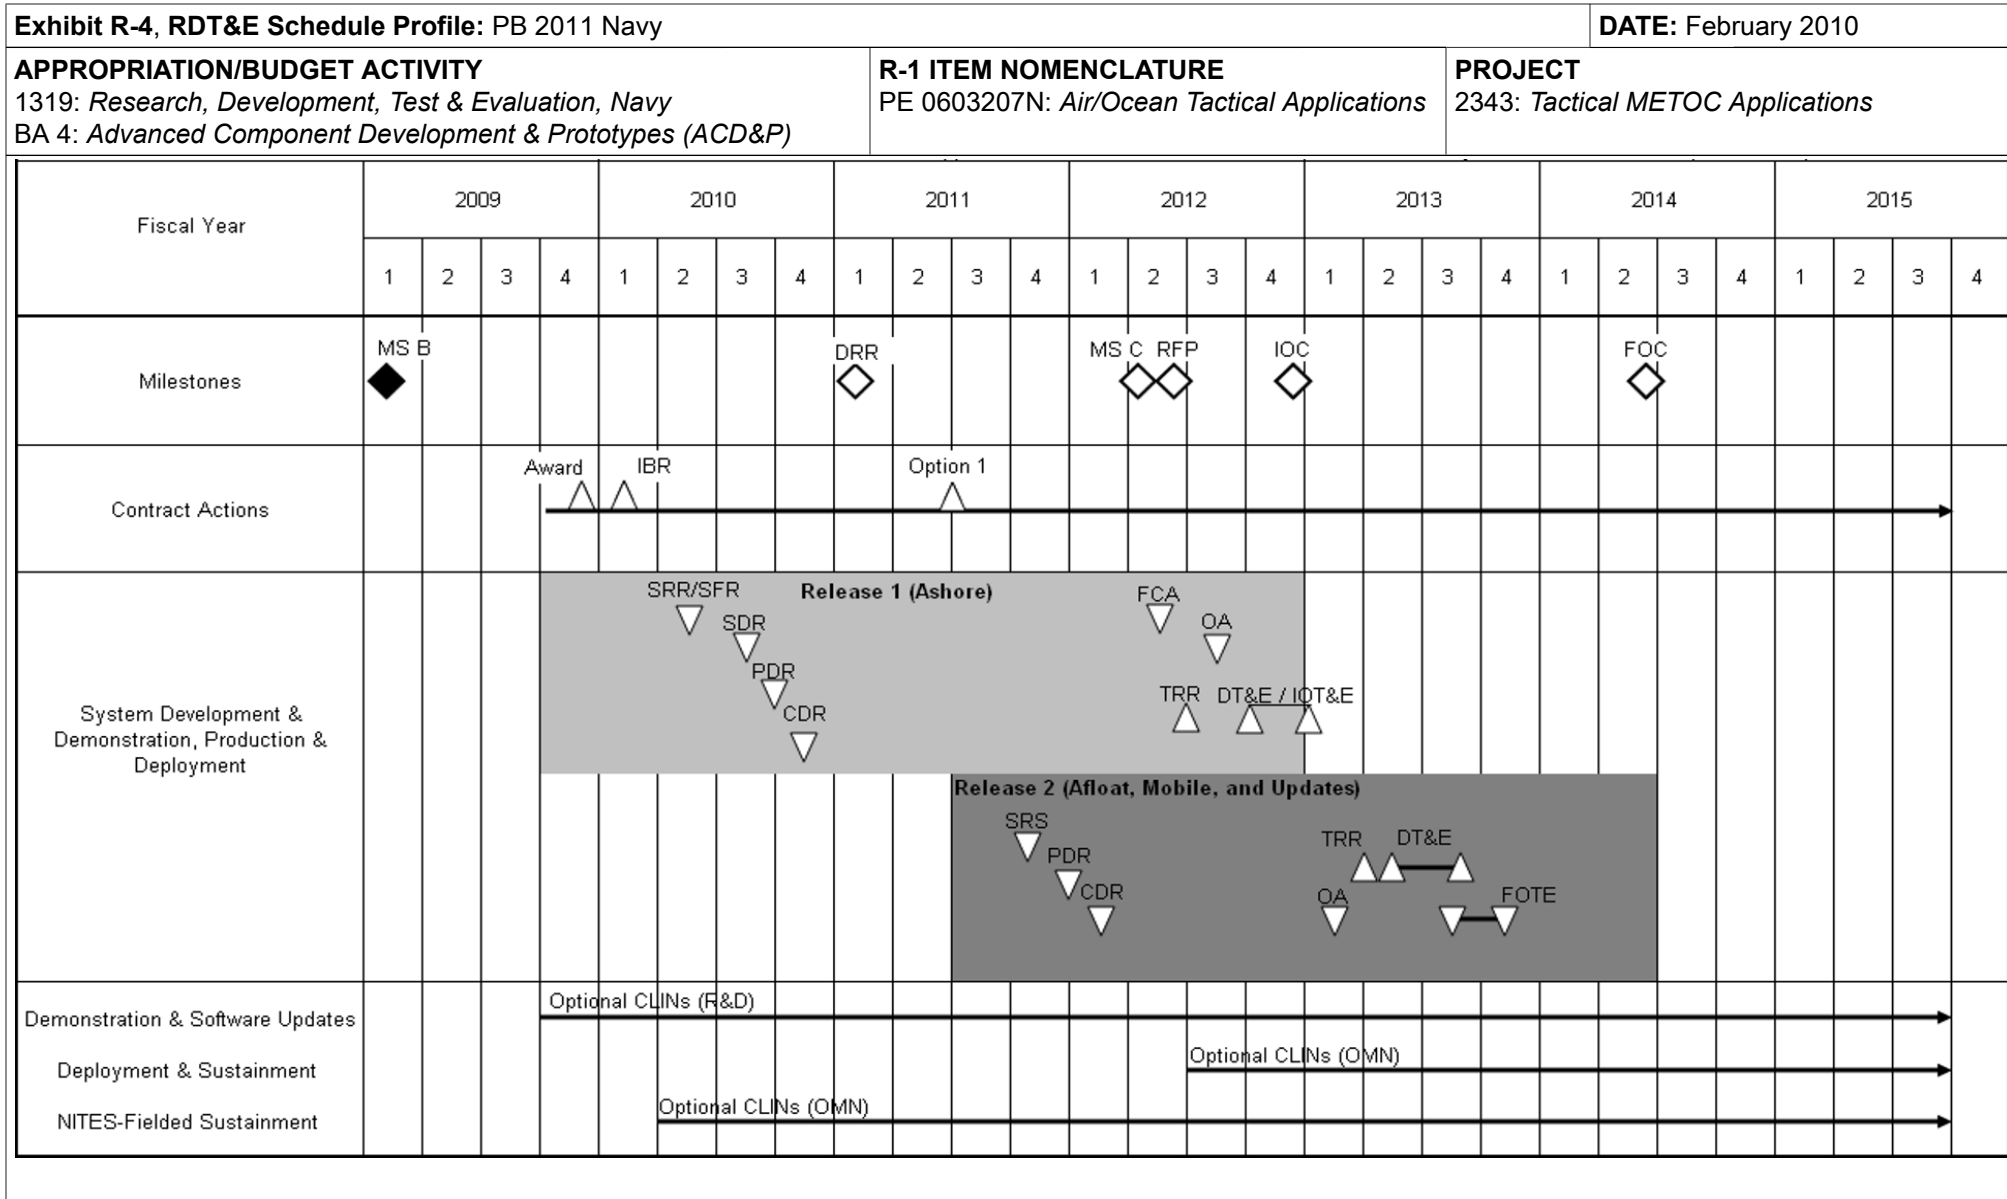 Exhibit R-4, RDT&E Schedule Profile: PB 2011 Navy
DATE: February 2010
APPROPRIATION/BUDGET ACTIVITY
1319: Research, Development, Test & Evaluation, Navy
BA 4: Advanced Component Development & Prototypes (ACD&P)
R-1 ITEM NOMENCLATURE
PE 0603207N: Air/Ocean Tactical Applications
PROJECT
2343: Tactical METOC Applications
Fiscal Year
2009 2010 2011 2012 2013 2014 2015
1 2 3 4 1 2 3 4 1 2 3 4 1 2 3 4 1 2 3 4 1 2 3 4 1 2 3 4
Milestones
MS B DRR MS C RFP IOC FOC
Contract Actions
Award IBR Option 1
System Development &
Demonstration, Production &
Deployment
Release 1 (Ashore)
SRR/SFR
SDR
PDR
CDR
FCA
OA
TRR DT&E / IOT&E
Release 2 (Afloat, Mobile, and Updates)
SRS
PDR
CDR
TRR DT&E
OA FOTE
Demonstration & Software Updates
Optional CLINs (R&D)
Deployment & Sustainment
Optional CLINs (OMN)
NITES-Fielded Sustainment
Optional CLINs (OMN)